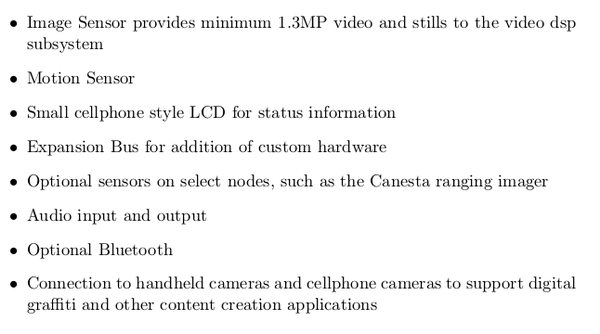 • Image Sensor provides minimum 1.3MP video and stills to the video dsp
subsystem
• Motion Sensor
• Small cellphone style LCD for status information
• Expansion Bus for addition of custom hardware
• Optional sensors on select nodes, such as the Canesta ranging imager
• Audio input and output
• Optional Bluetooth
• Connection to handheld cameras and cellphone cameras to support digital
graffiti and other content creation applications